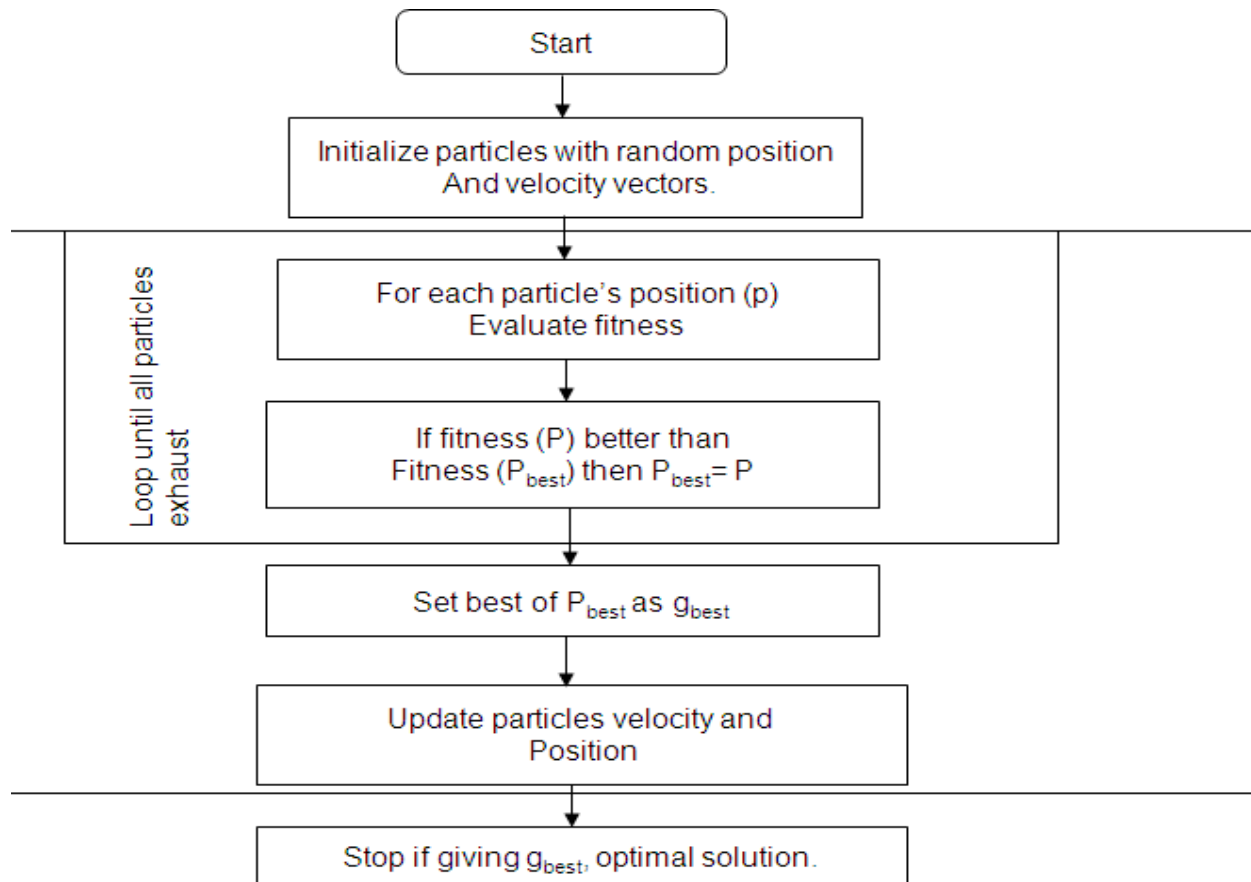 Start
Initialize particles with random position
And velocity vectors.
For each particle’s position (p)
Evaluate fitness
Loop until all particles
exhaust
If fitness (P) better than
Fitness (Pbest) then Pbest= P
Set best of Pbest as gbest
Update particles velocity and
Position
Stop if giving gbest, optimal solution.